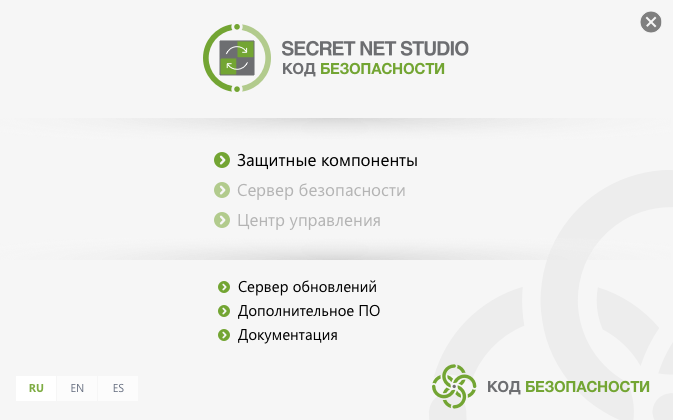 SECRET NET STUDIO
КОД БЕЗОПАСНОСТИ
Защитные компоненты
Сервер безопасности
Центр управления
Сервер обновлений
Дополнительное ПО
Документация
RU EN ES
КОД БЕЗОПАСНОСТИ